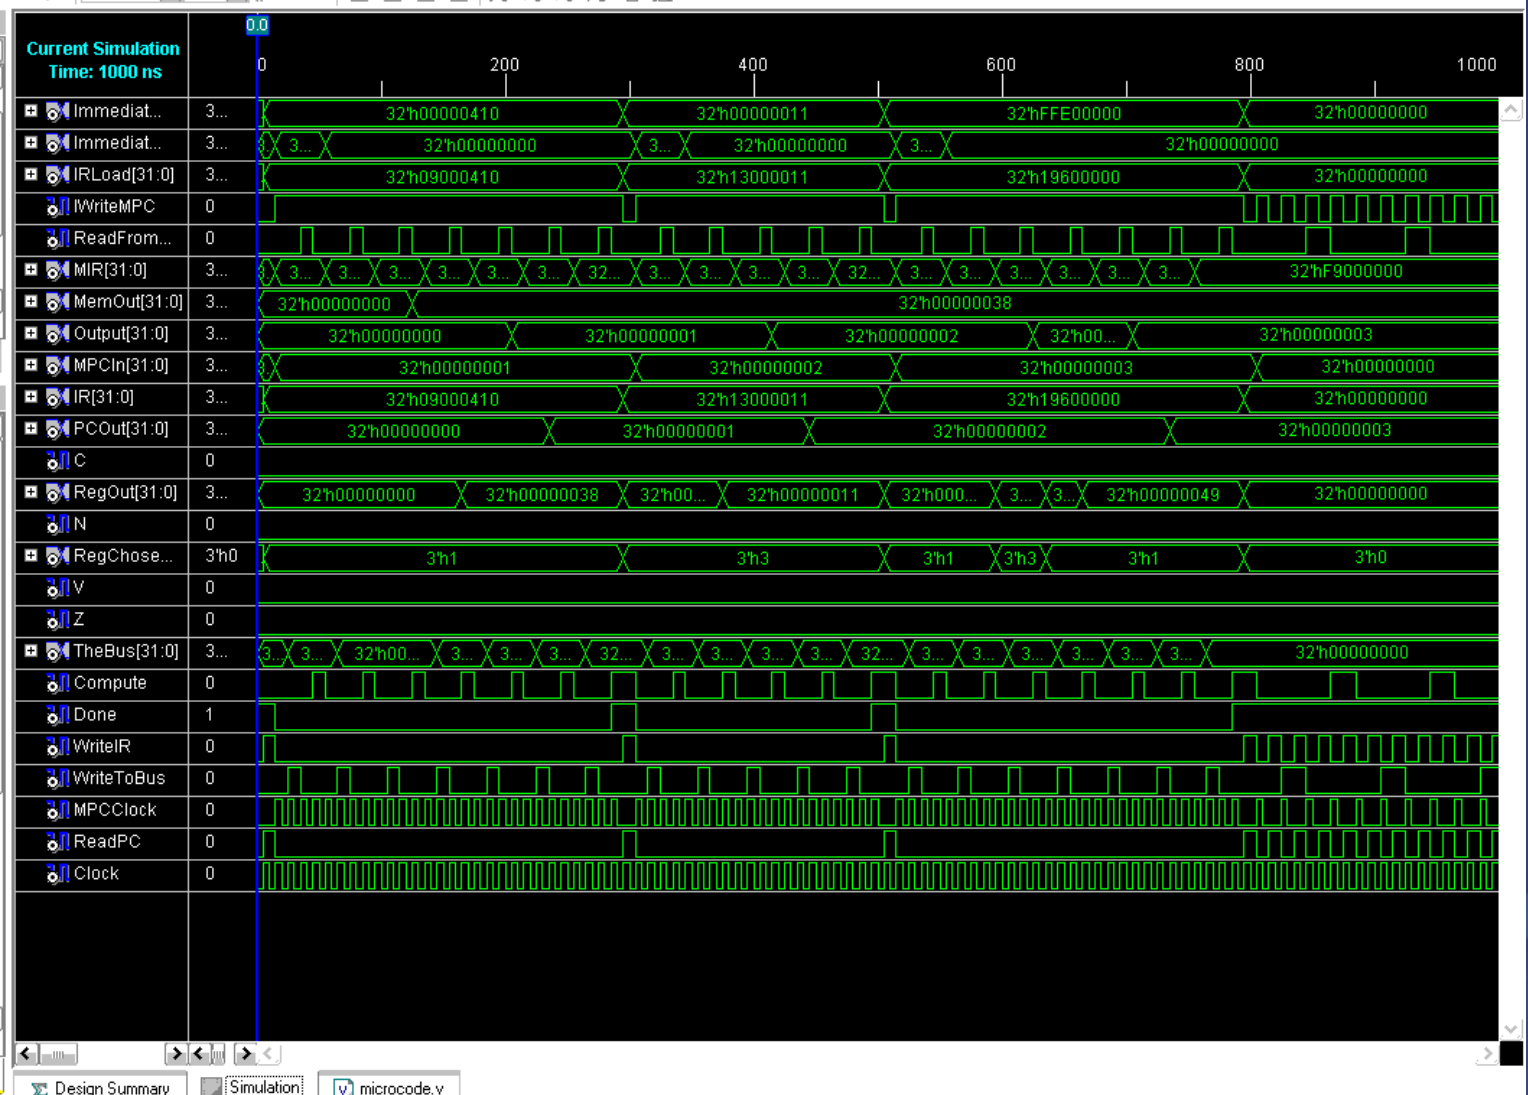 0.0
Current Simulation
Time: 1000 ns
0 200 400 600 800 1000
Immediat... 3... 32'h00000410 32'h00000011 32'hFFE00000 32'h00000000
Immediat... 3... 3... 32'h00000000 3... 32'h00000000 3... 32'h00000000
IRLoad[31:0] 3... 32'h09000410 32'h13000011 32'h19600000 32'h00000000
IWriteMPC 0
ReadFrom... 0
MIR[31:0] 3... 3... 3... 3... 3... 3... 3... 32... 3... 3... 3... 3... 32... 3... 3... 3... 3... 3... 3... 32'hF9000000
MemOut[31:0] 3... 32'h00000000 32'h00000038
Output[31:0] 3... 32'h00000000 32'h00000001 32'h00000002 32'h00... 32'h00000003
MPCIn[31:0] 3... 32'h00000001 32'h00000002 32'h00000003 32'h00000000
IR[31:0] 3... 32'h09000410 32'h13000011 32'h19600000 32'h00000000
PCOut[31:0] 3... 32'h00000000 32'h00000001 32'h00000002 32'h00000003
C 0
RegOut[31:0] 3... 32'h00000000 32'h00000038 32'h00... 32'h00000011 32'h000... 3... 3... 32'h00000049 32'h00000000
N 0
RegChose... 3'h0 3'h1 3'h3 3'h1 3'h3 3'h1 3'h0
V 0
Z 0
TheBus[31:0] 3... 3... 3... 32'h00... 3... 3... 3... 32... 3... 3... 3... 3... 32... 3... 3... 3... 3... 3... 3... 32'h00000000
Compute 0
Done 1
WriteIR 0
WriteToBus 0
MPCClock 0
ReadPC 0
Clock 0
Design Summary Simulation microcode.v